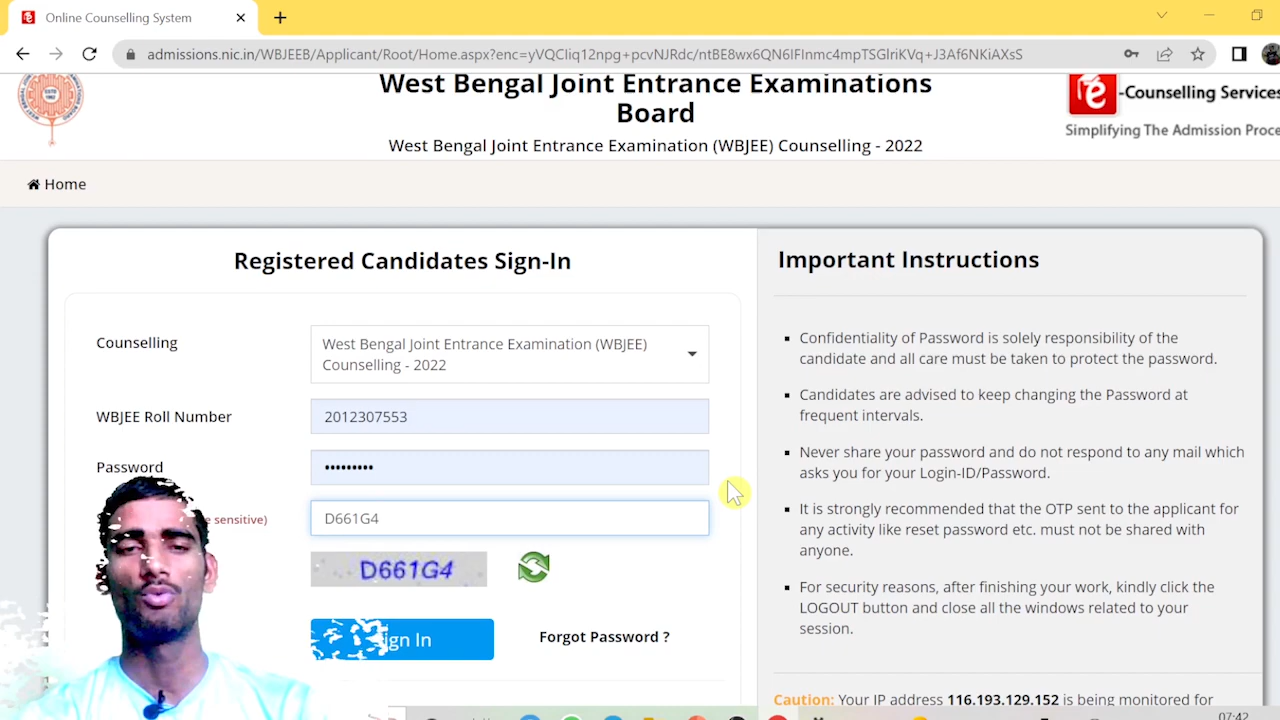 Online Counselling System
admissions.nic.in/WBJEEB/Applicant/Root/Home.aspx?enc=yVQCIiq12npg+pcvNJRdc/ntBE8wx6QN6IFInmc4mpTSGlriKVq+J3Af6NKiAXsS
West Bengal Joint Entrance Examinations
Board
West Bengal Joint Entrance Examination (WBJEE) Counselling - 2022
e-Counselling Services
Simplifying The Admission Proce
Home
Registered Candidates Sign-In
Counselling
West Bengal Joint Entrance Examination (WBJEE)
Counselling - 2022
WBJEE Roll Number
2012307553
Password
•••••••••
e sensitive)
D661G4
D661G4
ign In
Forgot Password ?
Important Instructions
Confidentiality of Password is solely responsibility of the
candidate and all care must be taken to protect the password.
Candidates are advised to keep changing the Password at
frequent intervals.
Never share your password and do not respond to any mail which
asks you for your Login-ID/Password.
It is strongly recommended that the OTP sent to the applicant for
any activity like reset password etc. must not be shared with
anyone.
For security reasons, after finishing your work, kindly click the
LOGOUT button and close all the windows related to your
session.
Caution: Your IP address 116.193.129.152 is being monitored for
07:42